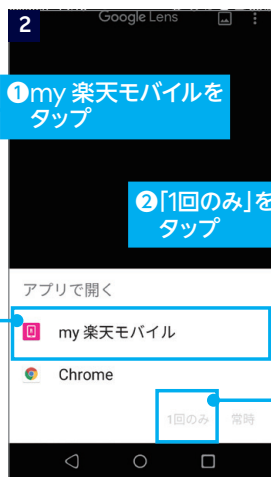 2
Google Lens
❶my 楽天モバイルを
タップ
❷「1回のみ」を
タップ
アプリで開く
my 楽天モバイル
Chrome
1回のみ 常時